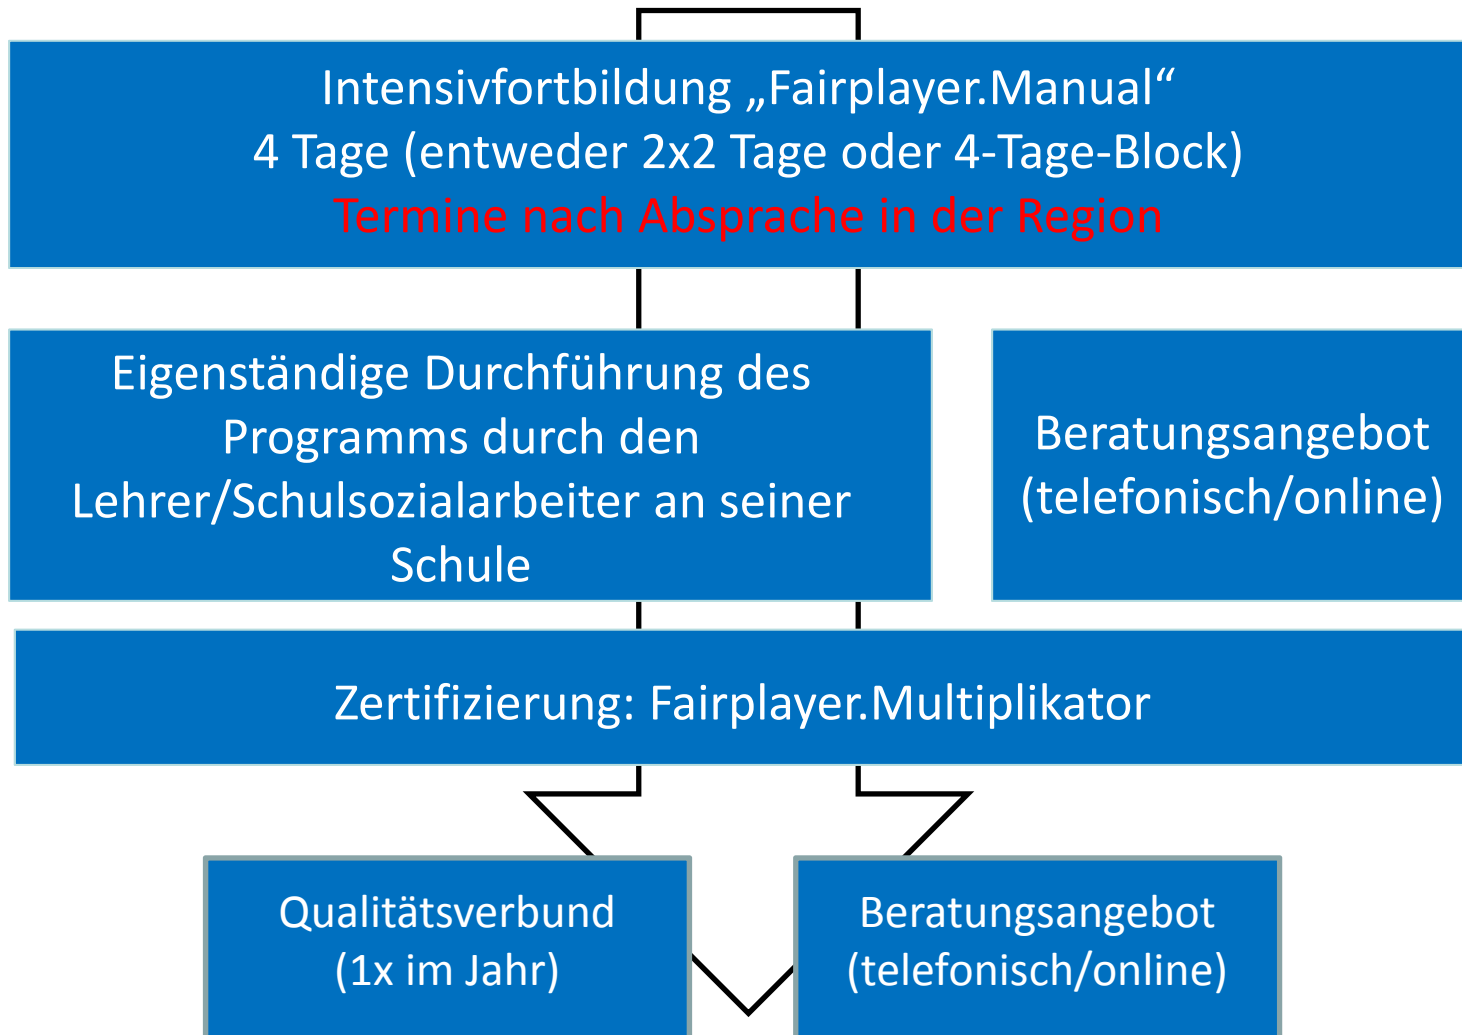 Intensivfortbildung „Fairplayer.Manual“
4 Tage (entweder 2x2 Tage oder 4-Tage-Block)
Termine nach Absprache in der Region
Eigenständige Durchführung des
Programms durch den
Lehrer/Schulsozialarbeiter an seiner
Schule
Beratungsangebot
(telefonisch/online)
Zertifizierung: Fairplayer.Multiplikator
Qualitätsverbund
(1x im Jahr)
Beratungsangebot
(telefonisch/online)